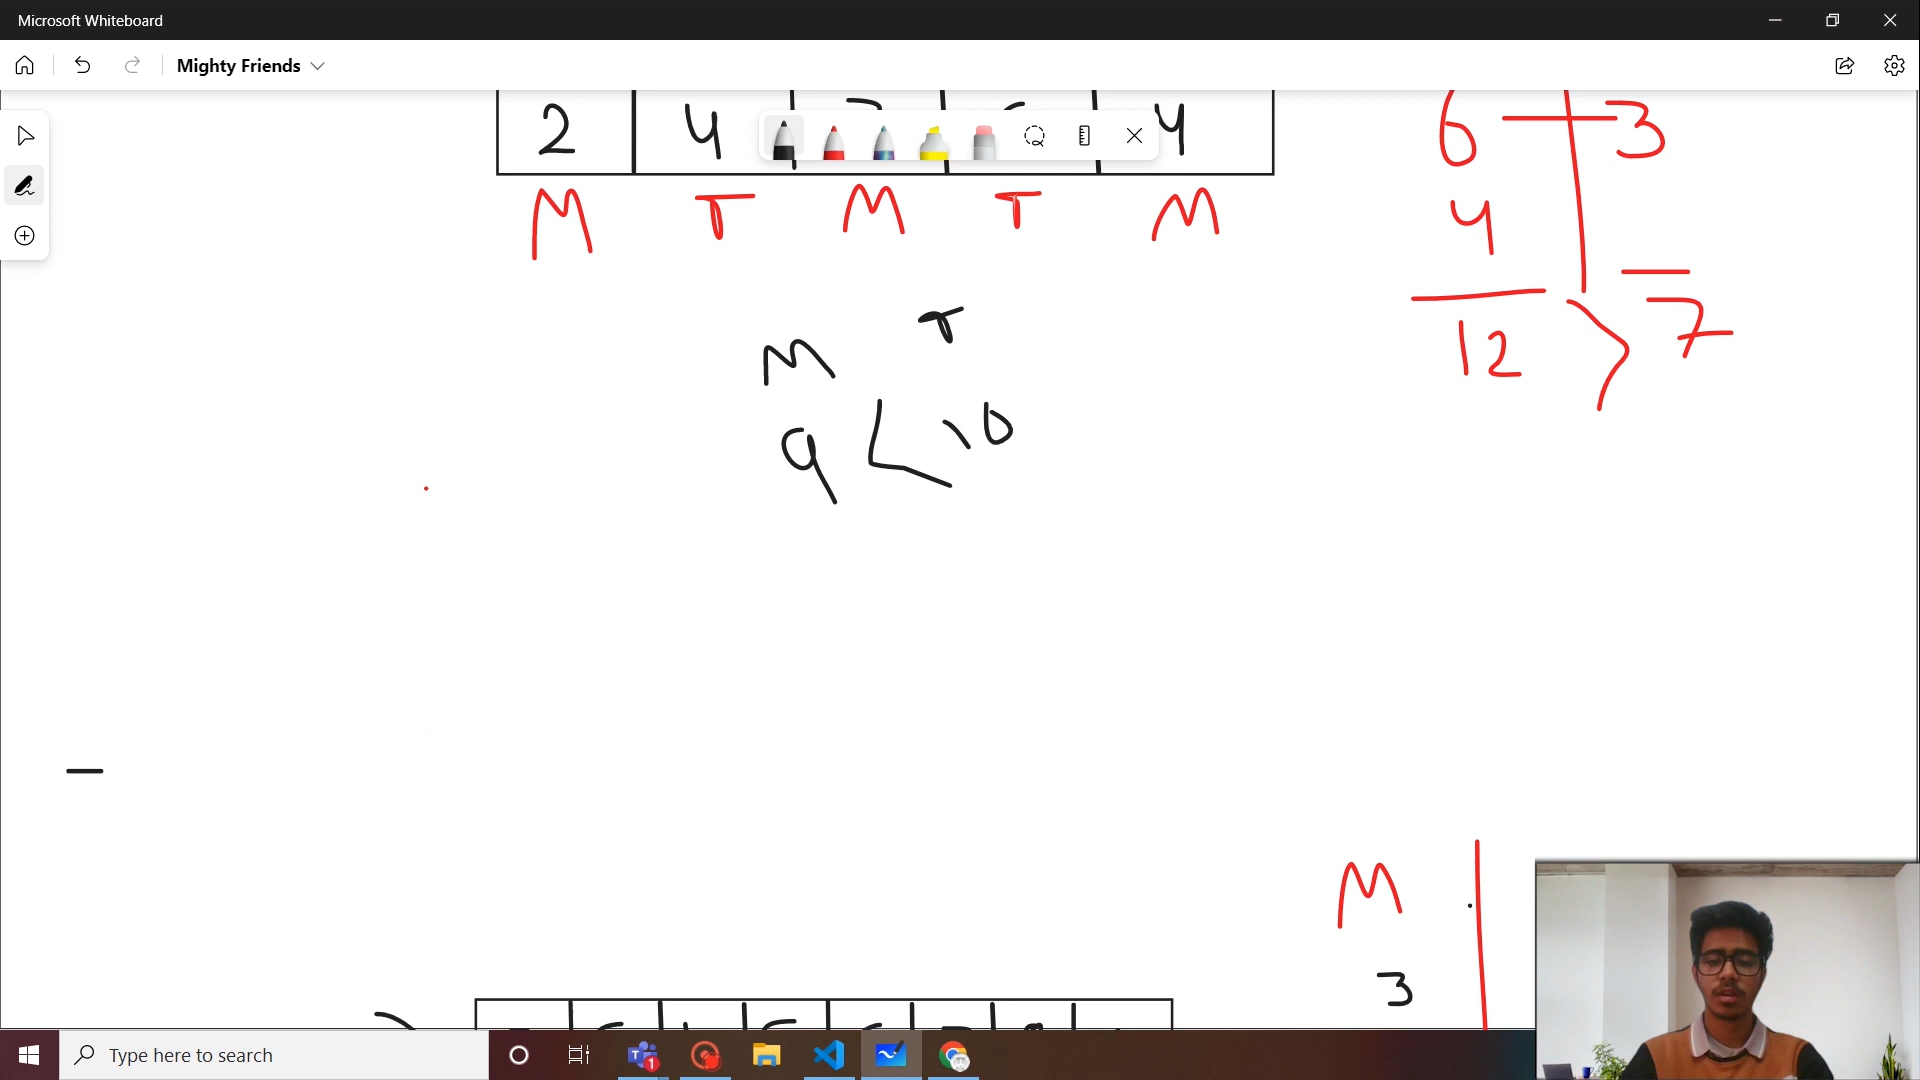 Microsoft Whiteboard
Mighty Friends
2 4 4
M T M T M
6 3
4
12 > 7
M T
9 < 10
M
3
Type here to search
T 1